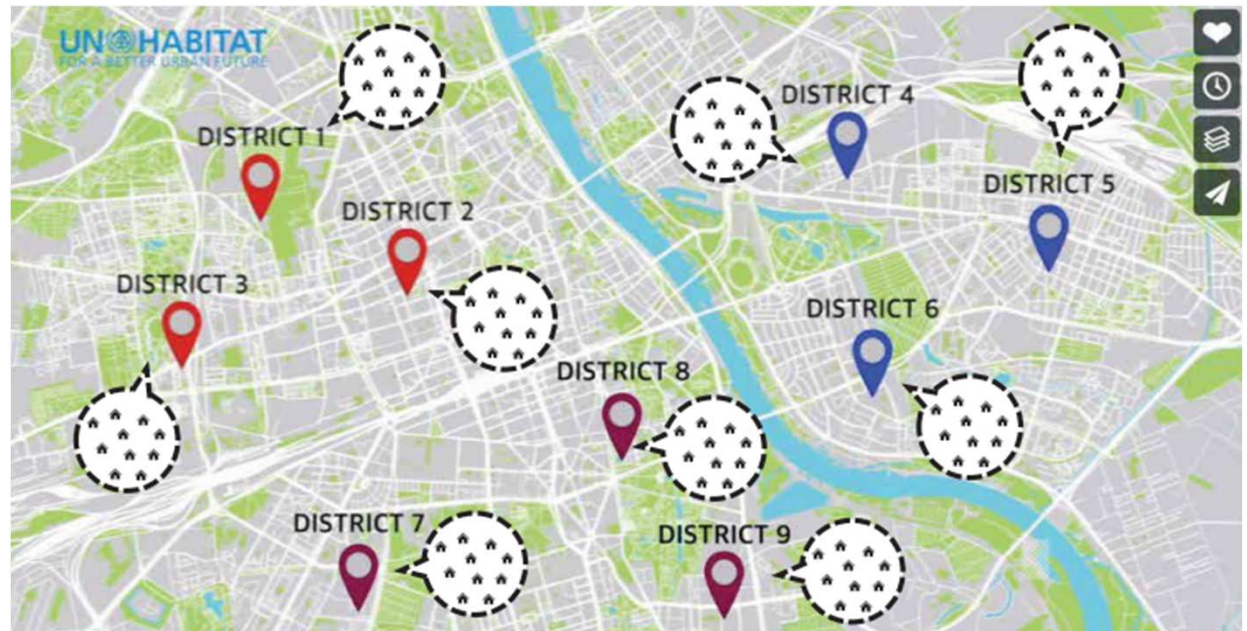 UN HABITAT
FOR A BETTER URBAN FUTURE
DISTRICT 1
DISTRICT 2
DISTRICT 3
DISTRICT 4
DISTRICT 5
DISTRICT 6
DISTRICT 8
DISTRICT 7
DISTRICT 9